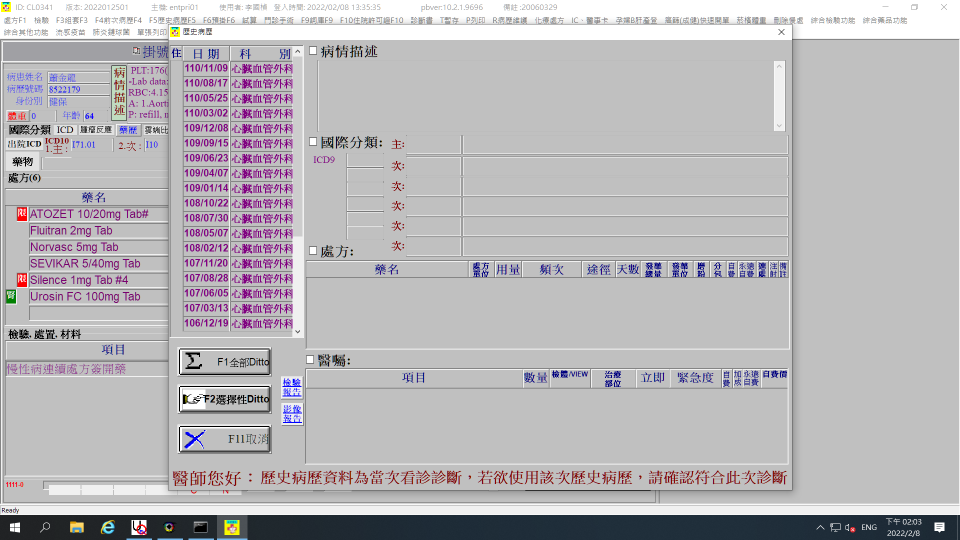 ID: CL0341 版本: 2022012501 主檔: entpri01 使用者: 李國楨 登入時間: 2022/02/08 13:35:35 pbver:10.2.1.9696 備註: 20060329
處方F1 檢驗 F3組套F2 F4前次病歷F4 F5歷史病歷F5 F6預掛F6 試算 門診手術 F9詞庫F9 F10住院許可證F10 診斷書 T暫存 P列印 R病歷維護 化療處方 IC、醫事卡 孕婦B肝產登
綜合檢驗功能 綜合藥品功能
綜合其他功能 流感疫苗 肺炎鏈球菌 單張列印
歷史病歷
掛號
病患姓名 蕭金龍
病歷號碼 8522179
身份別 健保
體重 0 年齡 64
病情描述
PLT:176(
-Lab data;
RBC:4.15
A: 1.Aorti
P: refill, n
國際分類 ICD 腫瘤反應 藥歷 雲端比
出院ICD ICD10 1.主: I71.01 2.次: I10
藥物
處方(6)
藥名
限 ATOZET 10/20mg Tab#
Fluitran 2mg Tab
Norvasc 5mg Tab
SEVIKAR 5/40mg Tab
限 Silence 1mg Tab #4
腎 Urosin FC 100mg Tab
檢驗, 處置, 材料
項目
慢性病連續處方簽開藥
1111-0
C N
住 日期 科 別
110/11/09 心臟血管外科
110/08/17 心臟血管外科
110/05/25 心臟血管外科
110/03/02 心臟血管外科
109/12/08 心臟血管外科
109/09/15 心臟血管外科
109/06/23 心臟血管外科
109/04/07 心臟血管外科
109/01/14 心臟血管外科
108/10/22 心臟血管外科
108/07/30 心臟血管外科
108/05/07 心臟血管外科
108/02/12 心臟血管外科
107/11/20 心臟血管外科
107/08/28 心臟血管外科
107/06/05 心臟血管外科
107/03/13 心臟血管外科
106/12/19 心臟血管外科
F1全部Ditto
F2選擇性Ditto
F11取消
檢驗報告
影像報告
病情描述
國際分類: 主:
ICD9
次:
次:
次:
次:
次:
處方:
藥名 處方單位 用量 頻次 途徑 天數 發藥總量 發藥單位 磨粉 分包 自費 永遠自費 連處 注射 備註
醫囑:
項目 數量 檢體/VIEW 治療部位 立即 緊急度 自費 加成 永遠自費 自費價
醫師您好：歷史病歷資料為當次看診診斷，若欲使用該次歷史病歷，請確認符合此次診斷
Ready
ENG
下午 02:03
2022/2/8